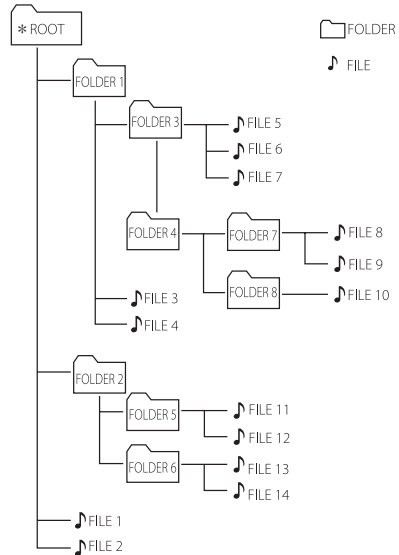 * ROOT
FOLDER
FILE
FOLDER 1
FOLDER 3
FILE 5
FILE 6
FILE 7
FOLDER 4
FOLDER 7
FILE 8
FILE 9
FOLDER 8
FILE 10
FILE 3
FILE 4
FOLDER 2
FOLDER 5
FILE 11
FILE 12
FOLDER 6
FILE 13
FILE 14
FILE 1
FILE 2